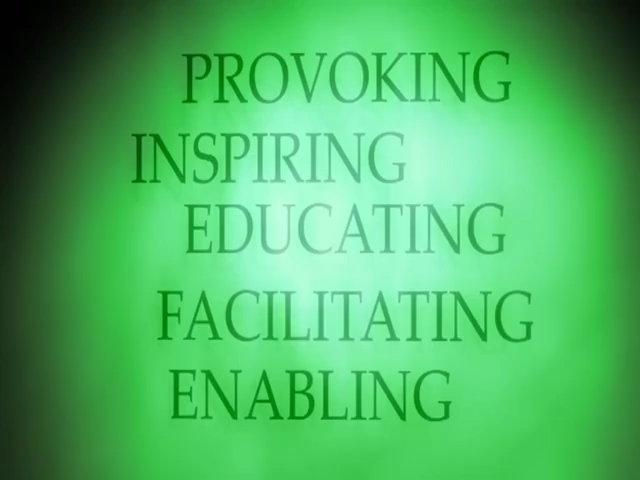 PROVOKING
INSPIRING
EDUCATING
FACILITATING
ENABLING